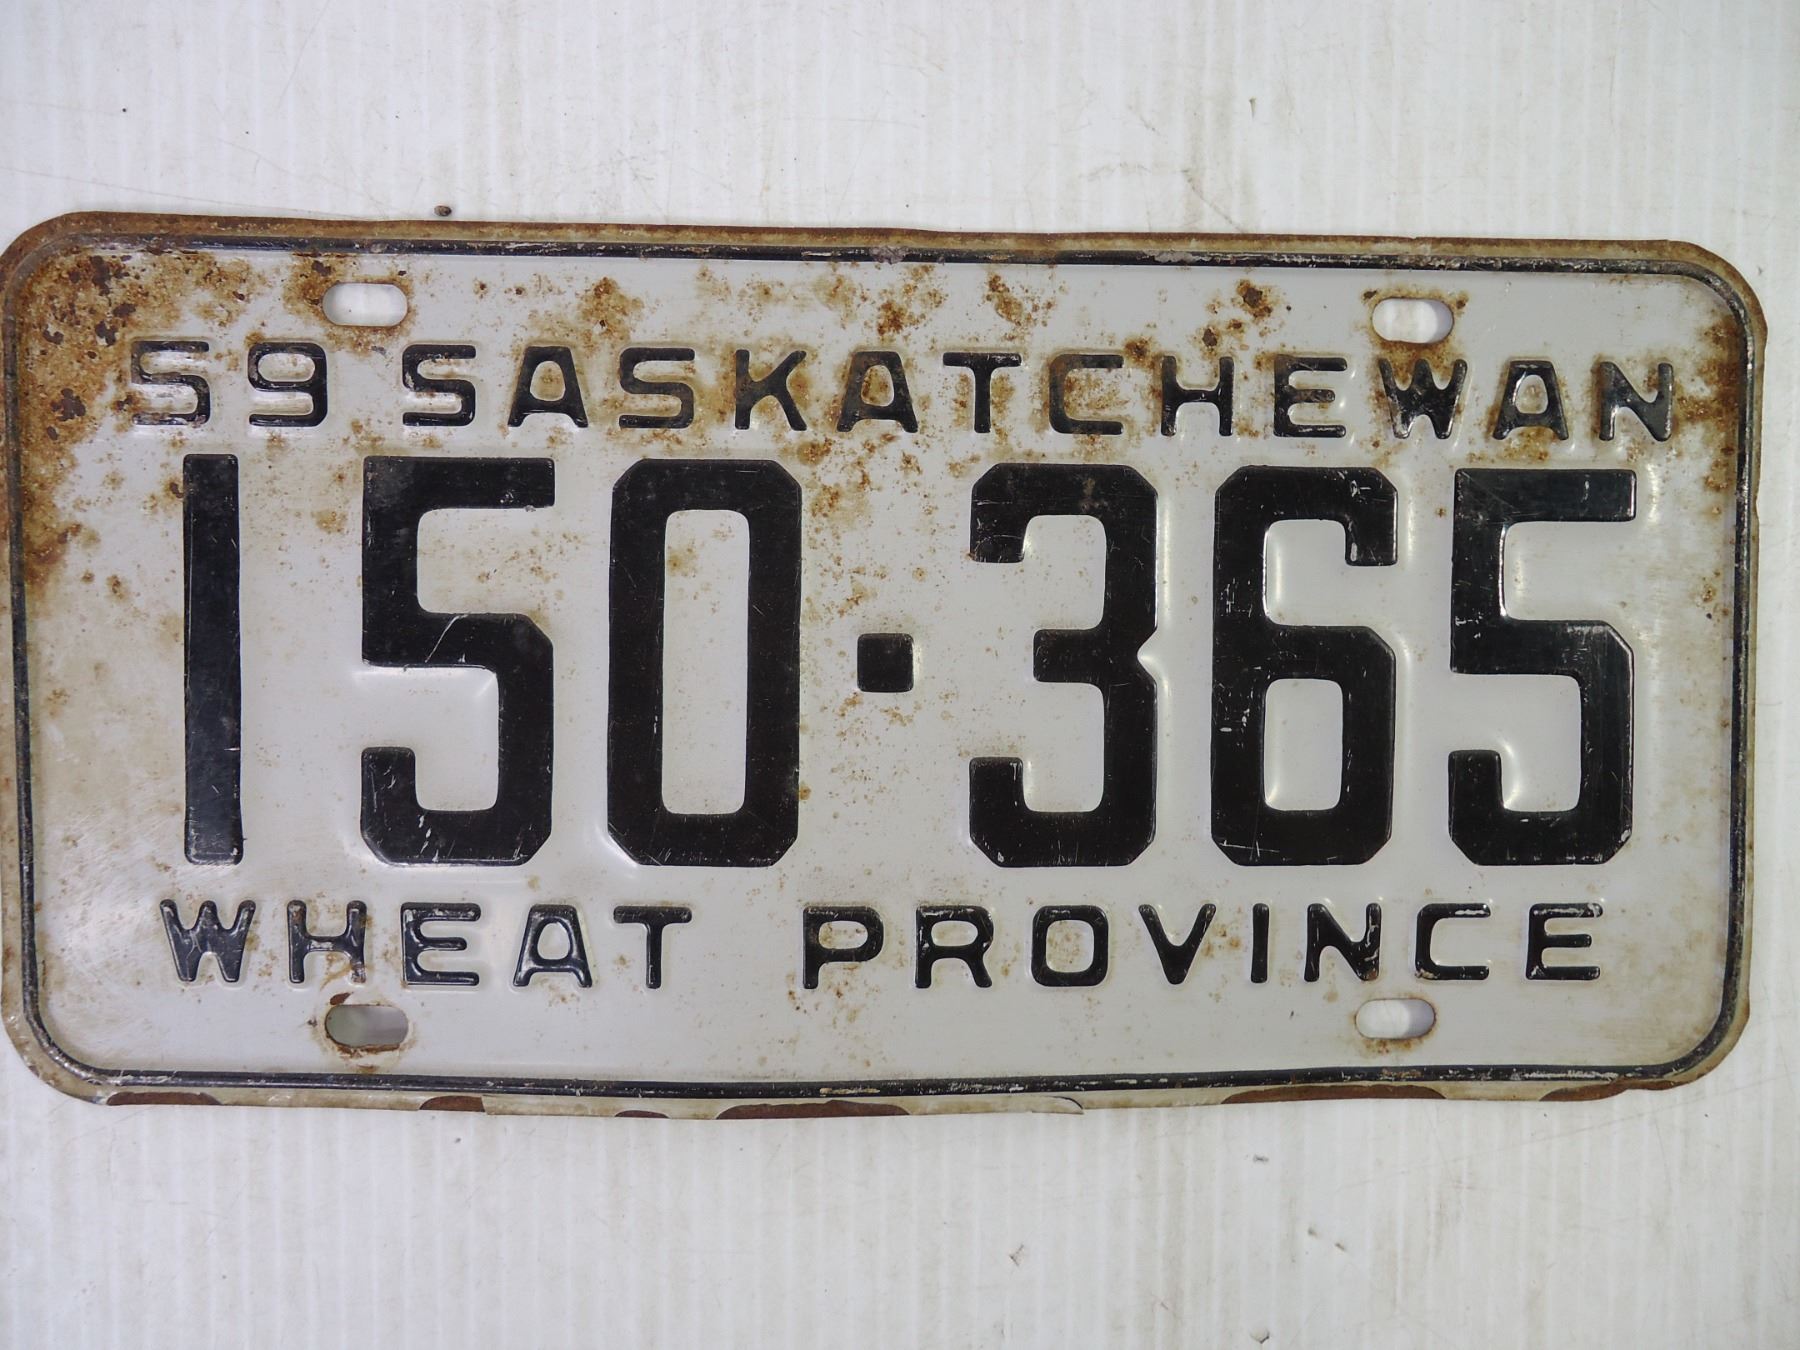 59 SASKATCHEWAN
150·365
WHEAT PROVINCE